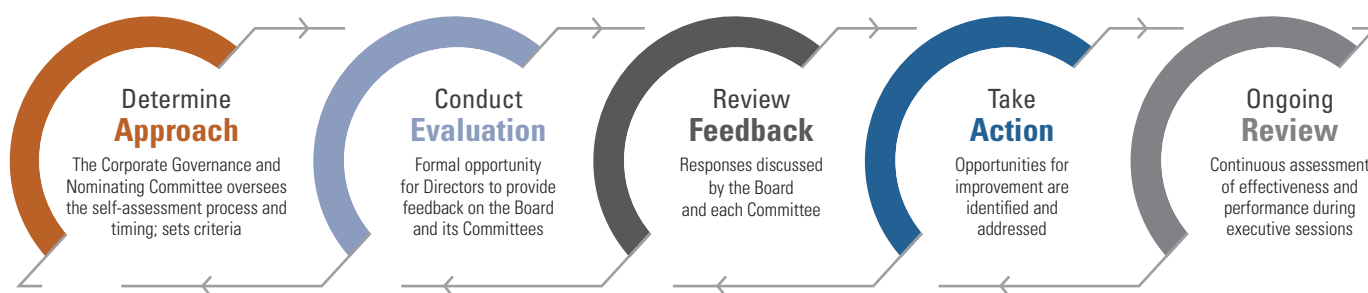 Determine
Approach
The Corporate Governance and
Nominating Committee oversees
the self-assessment process and
timing; sets criteria
Conduct
Evaluation
Formal opportunity
for Directors to provide
feedback on the Board
and its Committees
Review
Feedback
Responses discussed
by the Board
and each Committee
Take
Action
Opportunities for
improvement are
identified and
addressed
Ongoing
Review
Continuous assessment
of effectiveness and
performance during
executive sessions